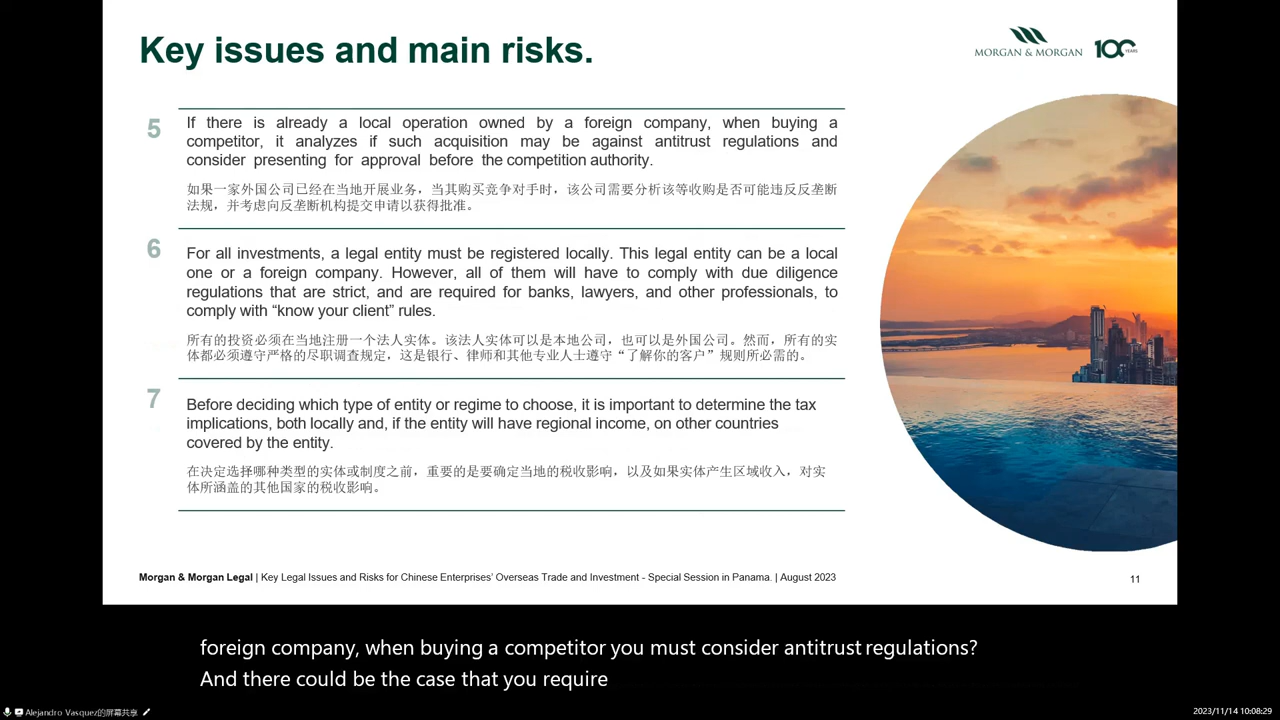 Key issues and main risks.
MORGAN & MORGAN
100 YEARS
5
If there is already a local operation owned by a foreign company, when buying a
competitor, it analyzes if such acquisition may be against antitrust regulations and
consider presenting for approval before the competition authority.
如果一家外国公司已经在当地开展业务，当其购买竞争对手时，该公司需要分析该等收购是否可能违反反垄断
法规，并考虑向反垄断机构提交申请以获得批准。
6
For all investments, a legal entity must be registered locally. This legal entity can be a local
one or a foreign company. However, all of them will have to comply with due diligence
regulations that are strict, and are required for banks, lawyers, and other professionals, to
comply with “know your client” rules.
所有的投资必须在当地注册一个法人实体。该法人实体可以是本地公司，也可以是外国公司。然而，所有的实
体都必须遵守严格的尽职调查规定，这是银行、律师和其他专业人士遵守“了解你的客户”规则所必需的。
7
Before deciding which type of entity or regime to choose, it is important to determine the tax
implications, both locally and, if the entity will have regional income, on other countries
covered by the entity.
在决定选择哪种类型的实体或制度之前，重要的是要确定当地的税收影响，以及如果实体产生区域收入，对实
体所涵盖的其他国家的税收影响。
Morgan & Morgan Legal | Key Legal Issues and Risks for Chinese Enterprises’ Overseas Trade and Investment - Special Session in Panama. | August 2023
11
foreign company, when buying a competitor you must consider antitrust regulations?
And there could be the case that you require
Alejandro Vasquez的屏幕共享
2023/11/14 10:08:29